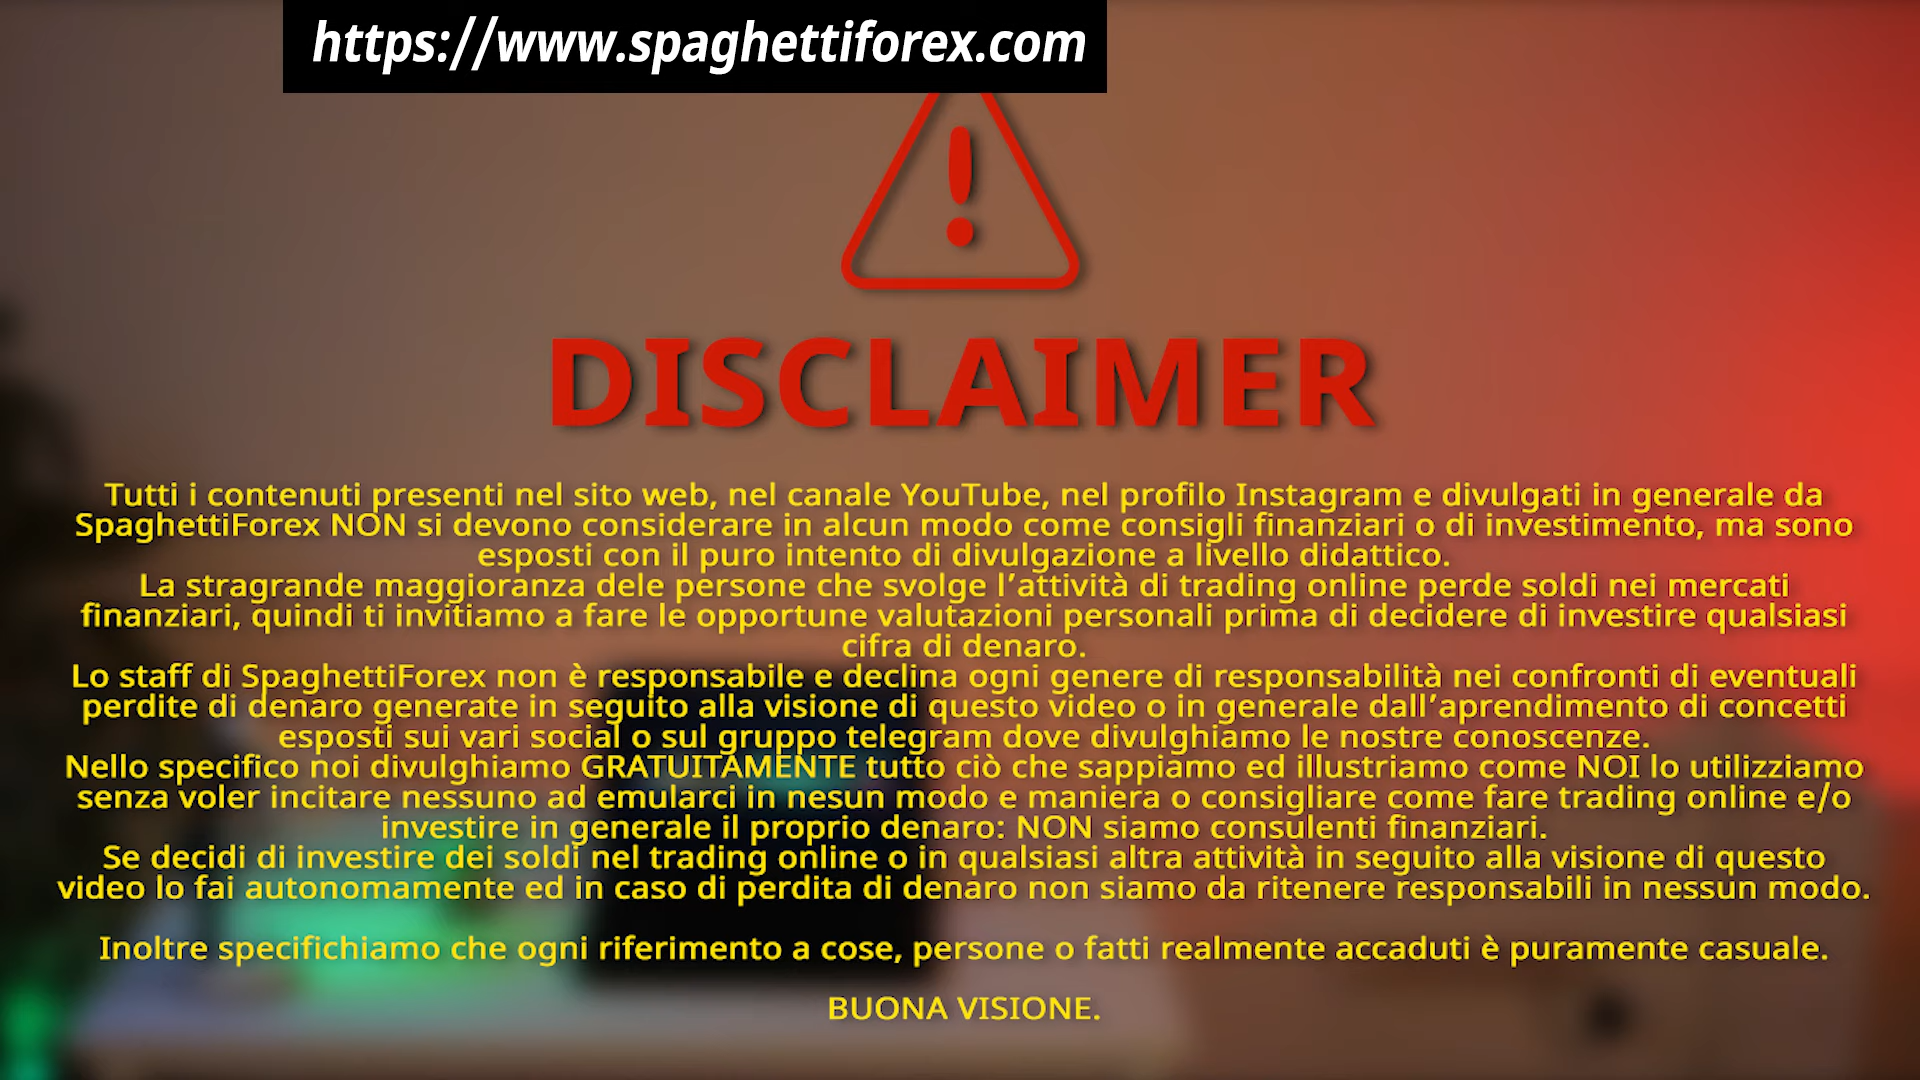 https://www.spaghettiforex.com
DISCLAIMER
Tutti i contenuti presenti nel sito web, nel canale YouTube, nel profilo Instagram e divulgati in generale da
SpaghettiForex NON si devono considerare in alcun modo come consigli finanziari o di investimento, ma sono
esposti con il puro intento di divulgazione a livello didattico.
La stragrande maggioranza dele persone che svolge l’attività di trading online perde soldi nei mercati
finanziari, quindi ti invitiamo a fare le opportune valutazioni personali prima di decidere di investire qualsiasi
cifra di denaro.
Lo staff di SpaghettiForex non è responsabile e declina ogni genere di responsabilità nei confronti di eventuali
perdite di denaro generate in seguito alla visione di questo video o in generale dall’aprendimento di concetti
esposti sui vari social o sul gruppo telegram dove divulghiamo le nostre conoscenze.
Nello specifico noi divulghiamo GRATUITAMENTE tutto ciò che sappiamo ed illustriamo come NOI lo utilizziamo
senza voler incitare nessuno ad emularci in nesun modo e maniera o consigliare come fare trading online e/o
investire in generale il proprio denaro: NON siamo consulenti finanziari.
Se decidi di investire dei soldi nel trading online o in qualsiasi altra attività in seguito alla visione di questo
video lo fai autonomamente ed in caso di perdita di denaro non siamo da ritenere responsabili in nessun modo.
Inoltre specifichiamo che ogni riferimento a cose, persone o fatti realmente accaduti è puramente casuale.
BUONA VISIONE.